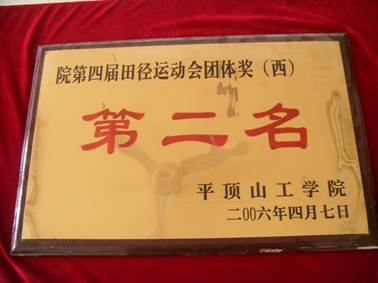 院第四届田径运动会团体奖（西）
第二名
平顶山工学院
二00六年四月七日